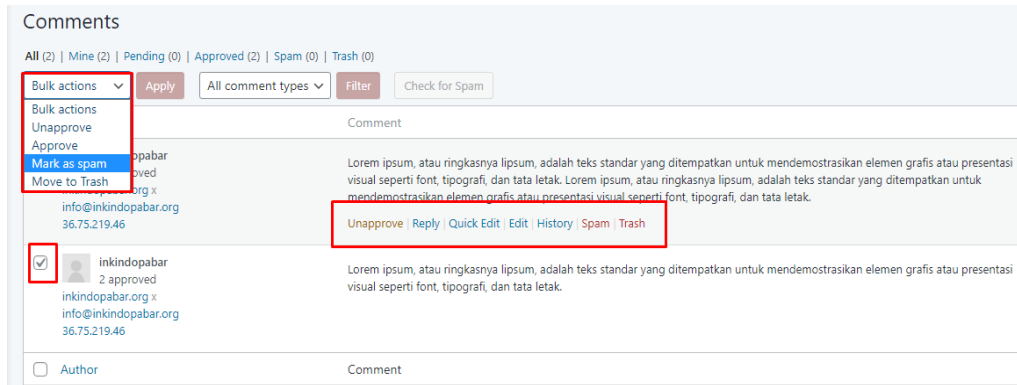 Comments
All (2) | Mine (2) | Pending (0) | Approved (2) | Spam (0) | Trash (0)
Bulk actions Apply All comment types Filter Check for Spam
Bulk actions
Unapprove
Approve
Mark as spam
Move to Trash
Comment
opabar
oved
inkindopabar.org x
info@inkindopabar.org
36.75.219.46
Lorem ipsum, atau ringkasnya lipsum, adalah teks standar yang ditempatkan untuk mendemostrasikan elemen grafis atau presentasi
visual seperti font, tipografi, dan tata letak. Lorem ipsum, atau ringkasnya lipsum, adalah teks standar yang ditempatkan untuk
mendemostrasikan elemen grafis atau presentasi visual seperti font, tipografi, dan tata letak.
Unapprove | Reply | Quick Edit | Edit | History | Spam | Trash
inkindopabar
2 approved
inkindopabar.org x
info@inkindopabar.org
36.75.219.46
Lorem ipsum, atau ringkasnya lipsum, adalah teks standar yang ditempatkan untuk mendemostrasikan elemen grafis atau presentasi
visual seperti font, tipografi, dan tata letak.
Author Comment